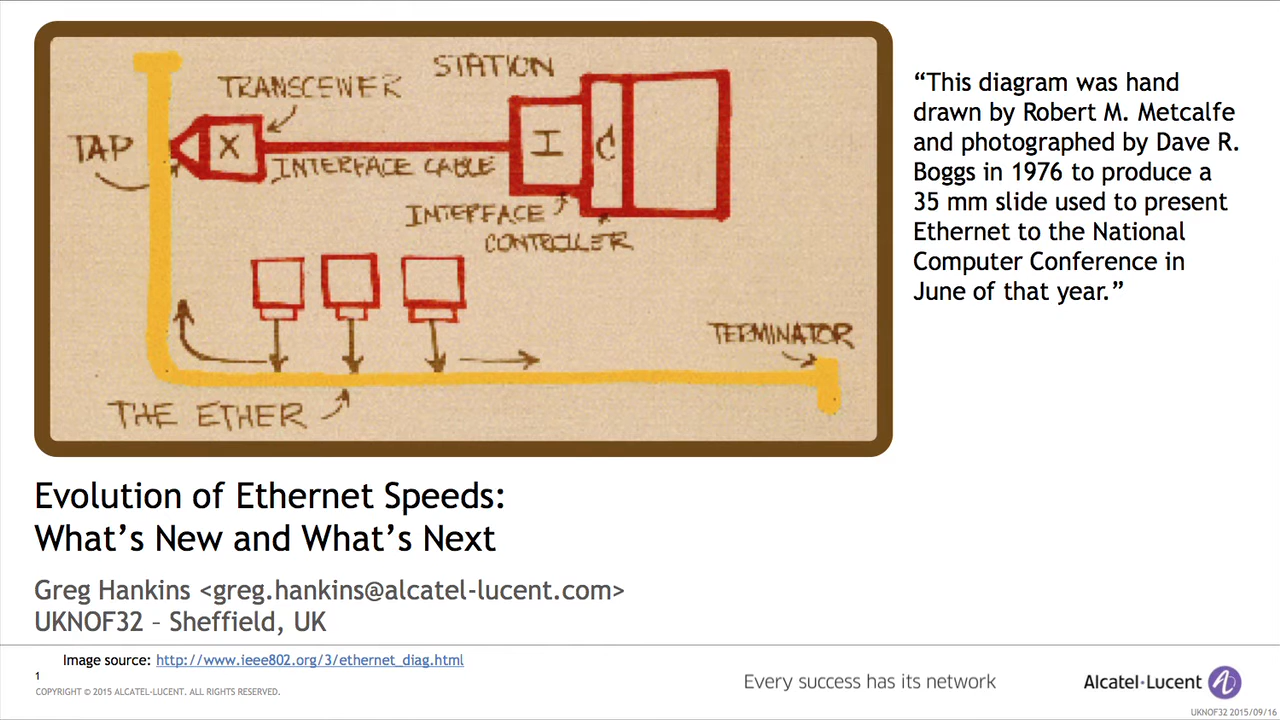 STATION
TRANSCEIVER
TAP
X
I
C
INTERFACE CABLE
INTERFACE
CONTROLLER
TERMINATOR
THE ETHER
“This diagram was hand
drawn by Robert M. Metcalfe
and photographed by Dave R.
Boggs in 1976 to produce a
35 mm slide used to present
Ethernet to the National
Computer Conference in
June of that year.”
Evolution of Ethernet Speeds:
What’s New and What’s Next
Greg Hankins <greg.hankins@alcatel-lucent.com>
UKNOF32 – Sheffield, UK
Image source: http://www.ieee802.org/3/ethernet_diag.html
1
COPYRIGHT © 2015 ALCATEL-LUCENT. ALL RIGHTS RESERVED.
Every success has its network
Alcatel·Lucent
UKNOF32 2015/09/16